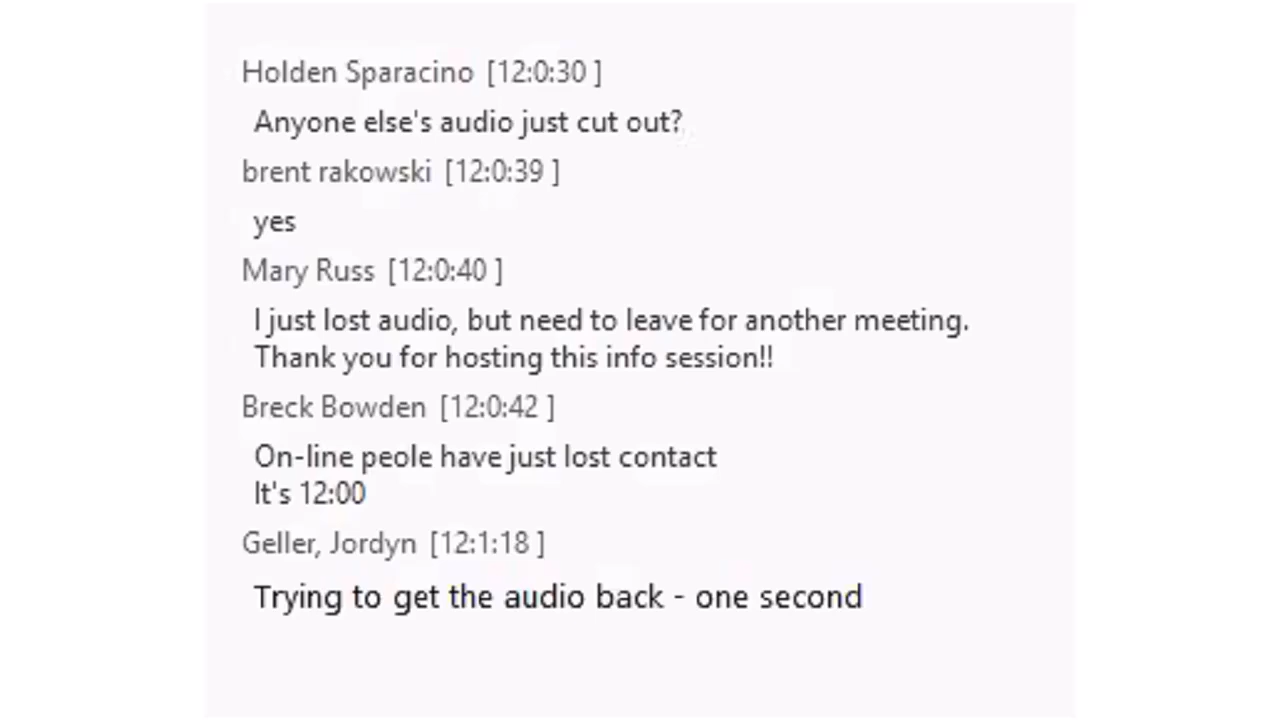 Holden Sparacino [12:0:30 ]
Anyone else's audio just cut out?
brent rakowski [12:0:39 ]
yes
Mary Russ [12:0:40 ]
I just lost audio, but need to leave for another meeting.
Thank you for hosting this info session!!
Breck Bowden [12:0:42 ]
On-line peole have just lost contact
It's 12:00
Geller, Jordyn [12:1:18 ]
Trying to get the audio back - one second